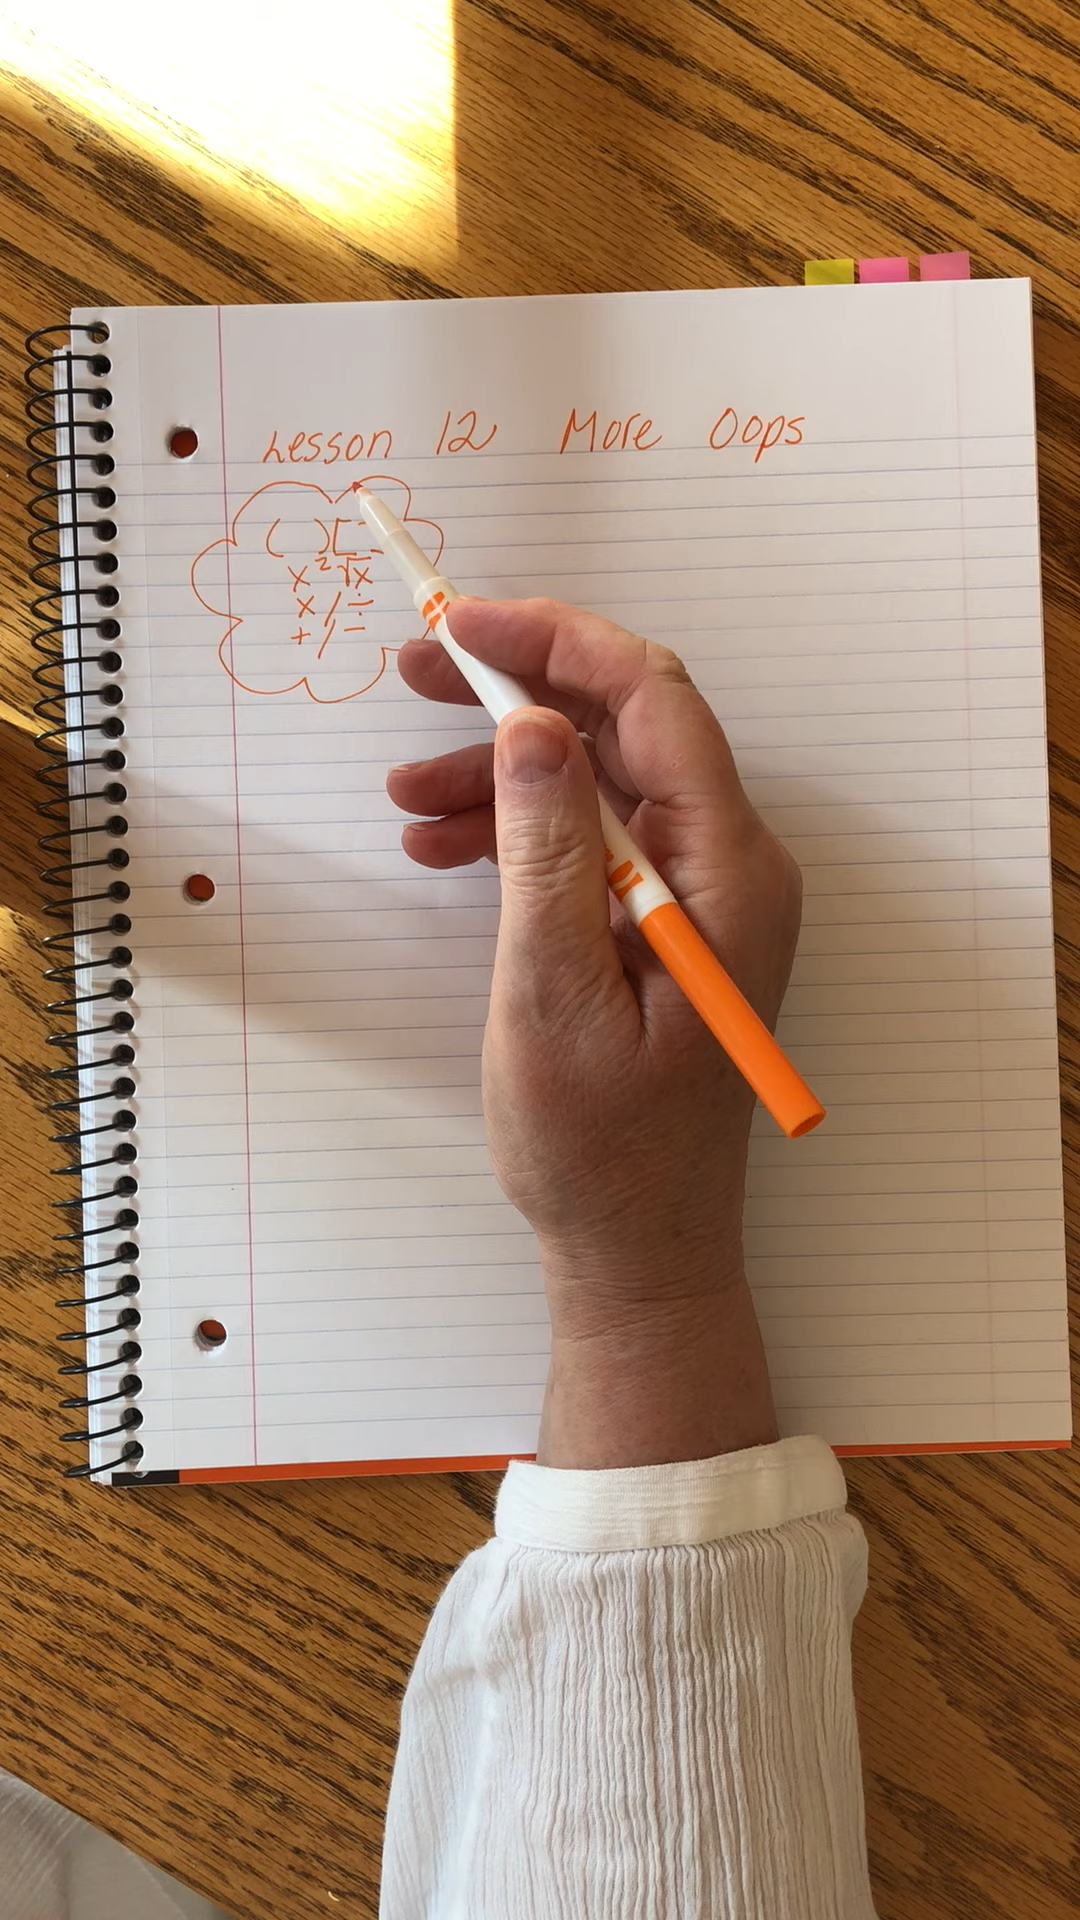 Lesson 12 More Oops
( ) [ ]
x² √x
x / ÷
+ / −